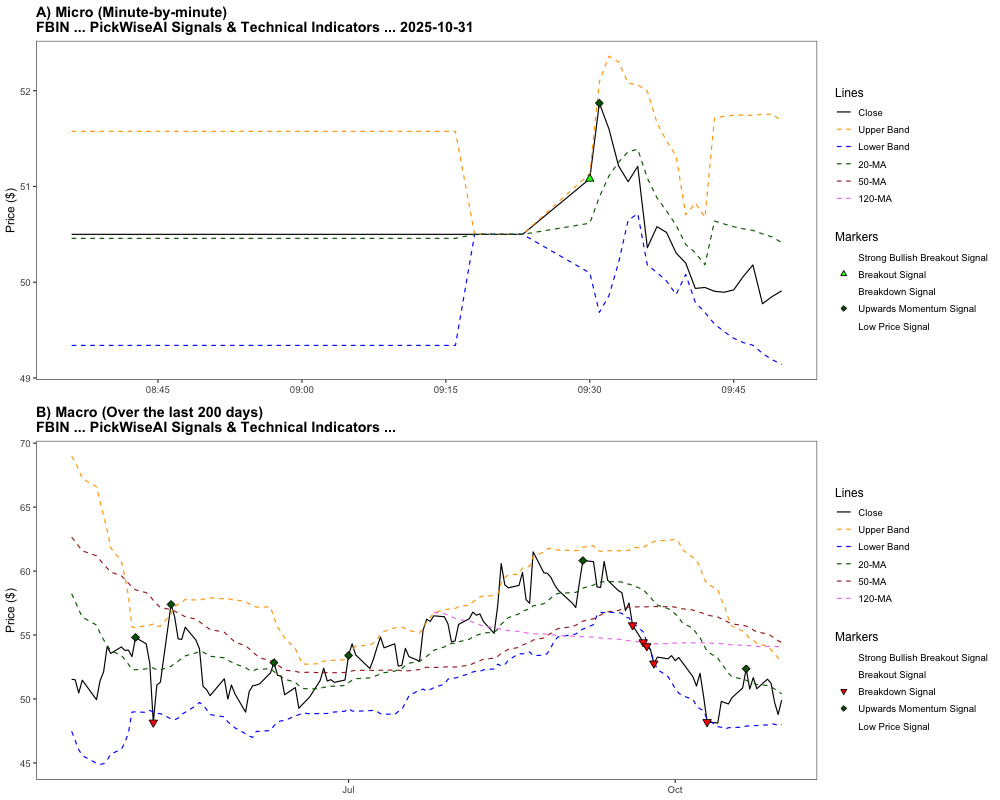 A) Micro (Minute-by-minute)
FBIN ... PickWiseAI Signals & Technical Indicators ... 2025-10-31
Price ($)
52
51
50
49
08:45
09:00
09:15
09:30
09:45
Lines
Close
Upper Band
Lower Band
20-MA
50-MA
120-MA
Markers
Strong Bullish Breakout Signal
Breakout Signal
Breakdown Signal
Upwards Momentum Signal
Low Price Signal
B) Macro (Over the last 200 days)
FBIN ... PickWiseAI Signals & Technical Indicators ...
Price ($)
70
65
60
55
50
45
Jul
Oct
Lines
Close
Upper Band
Lower Band
20-MA
50-MA
120-MA
Markers
Strong Bullish Breakout Signal
Breakout Signal
Breakdown Signal
Upwards Momentum Signal
Low Price Signal